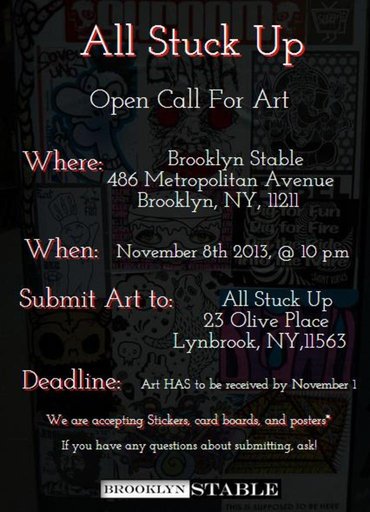 All Stuck Up
Open Call For Art
Where: Brooklyn Stable
486 Metropolitan Avenue
Brooklyn, NY, 11211
When: November 8th 2013, @ 10 p.m
Submit Art to: All Stuck Up
23 Olive Place
Lynbrook, NY,11563
Deadline: Art HAS to be received by November 1
We are accepting Stickers, card boards, and posters*
If you have any questions about submitting, ask!
BROOKLYN STABLE